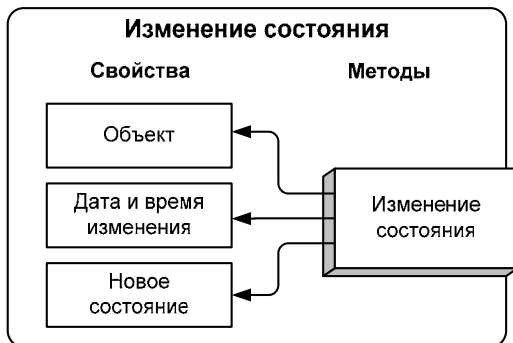 Изменение состояния
Свойства
Методы
Объект
Дата и время
изменения
Новое
состояние
Изменение
состояния